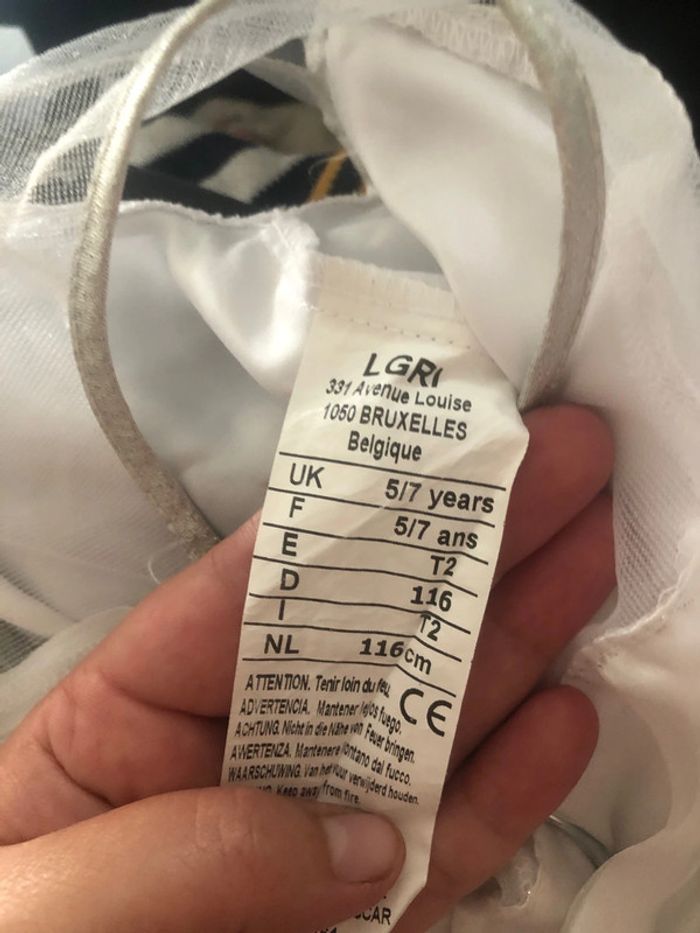 LGRI
331 Avenue Louise
1050 BRUXELLES
Belgique
UK 5/7 years
F 5/7 ans
E T2
D 116
I T2
NL 116cm
ATTENTION. Tenir loin du feu.
ADVERTENCIA. Mantener lejos fuego.
CE
ACHTUNG. Nicht in die Nähe von Feuer bringen.
AWERTENZA. Mantenere lontano dal fucco.
WAARSCHUWING. Van het vuur verwijderd houden.
Keep away from fire.